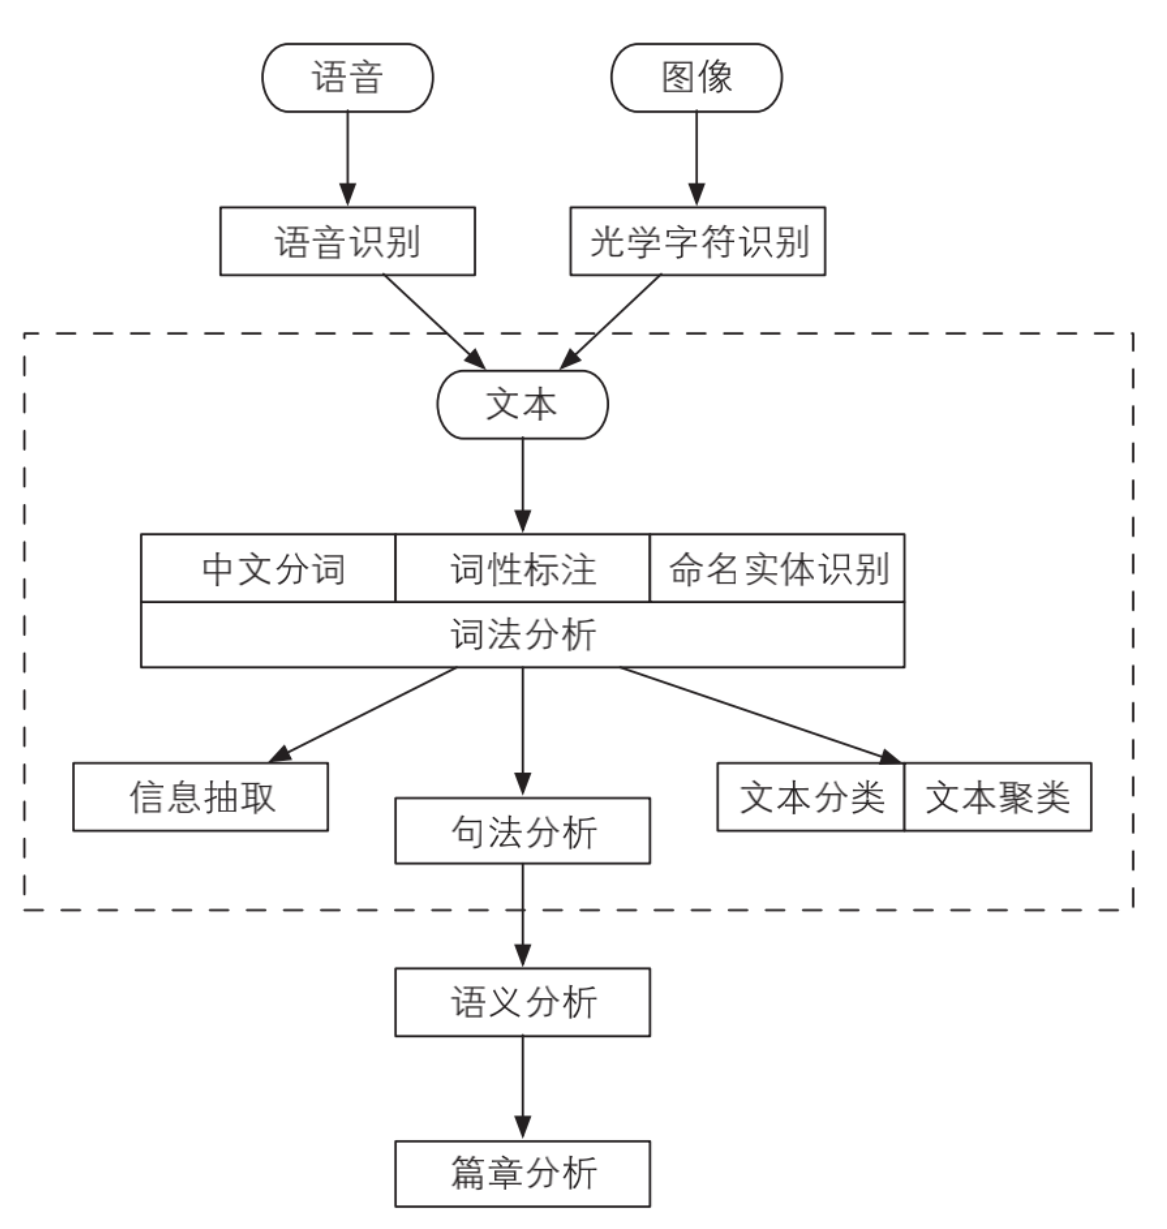 语音
图像
语音识别
光学字符识别
文本
中文分词
词性标注
命名实体识别
词法分析
信息抽取
句法分析
文本分类
文本聚类
语义分析
篇章分析